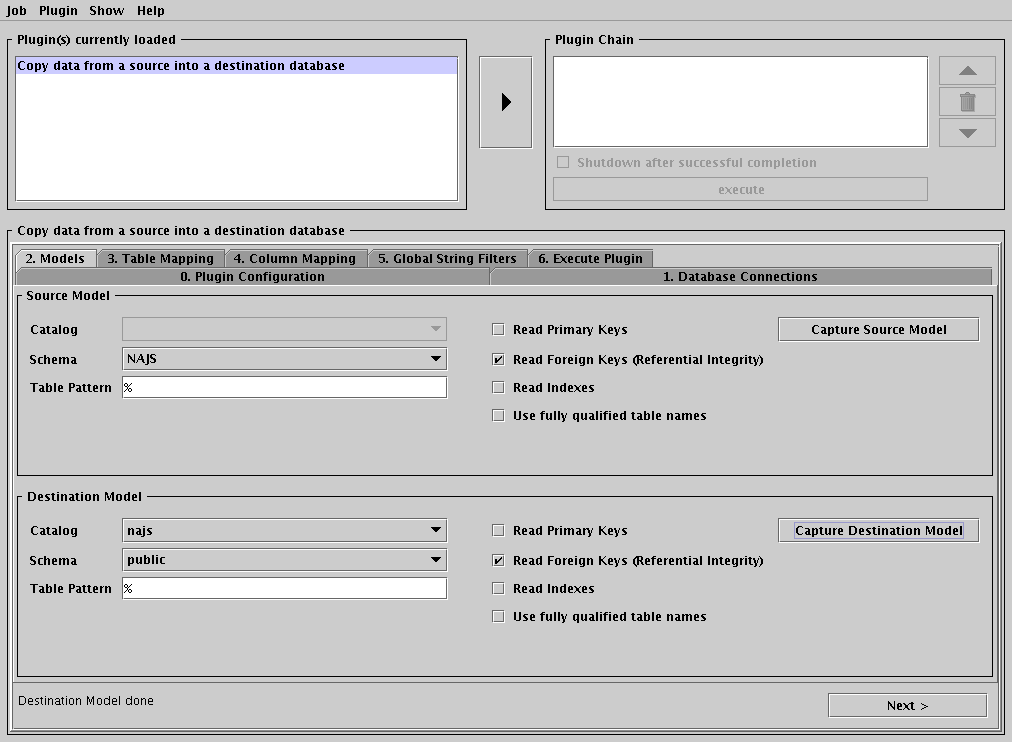 Job Plugin Show Help
Plugin(s) currently loaded
Copy data from a source into a destination database
Plugin Chain
Shutdown after successful completion
execute
Copy data from a source into a destination database
2. Models 3. Table Mapping 4. Column Mapping 5. Global String Filters 6. Execute Plugin
0. Plugin Configuration 1. Database Connections
Source Model
Catalog Read Primary Keys Capture Source Model
Schema NAJS Read Foreign Keys (Referential Integrity)
Table Pattern % Read Indexes
Use fully qualified table names
Destination Model
Catalog najs Read Primary Keys Capture Destination Model
Schema public Read Foreign Keys (Referential Integrity)
Table Pattern % Read Indexes
Use fully qualified table names
Destination Model done
Next >